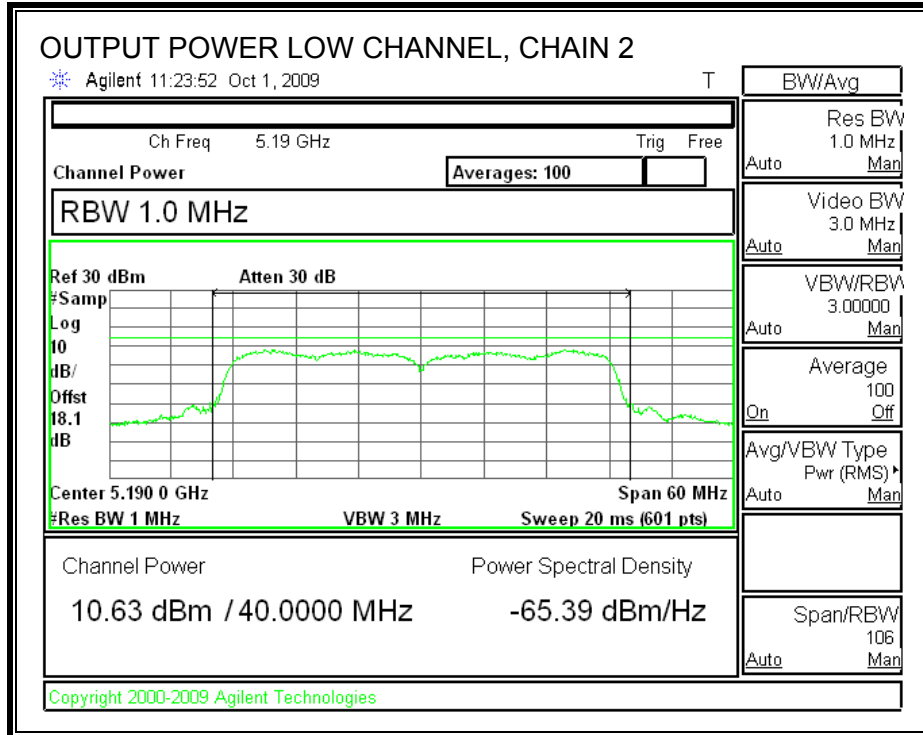 OUTPUT POWER LOW CHANNEL, CHAIN 2
Agilent 11:23:52 Oct 1, 2009 T
BW/Avg
Ch Freq 5.19 GHz Trig Free
Channel Power Averages: 100
RBW 1.0 MHz
Ref 30 dBm Atten 30 dB
#Samp
Log
10
dB/
Offst
18.1
dB
Center 5.190 0 GHz Span 60 MHz
#Res BW 1 MHz VBW 3 MHz Sweep 20 ms (601 pts)
Channel Power Power Spectral Density
10.63 dBm / 40.0000 MHz -65.39 dBm/Hz
Copyright 2000-2009 Agilent Technologies
Res BW
1.0 MHz
Auto Man
Video BW
3.0 MHz
Auto Man
VBW/RBW
3.00000
Auto Man
Average
100
On Off
Avg/VBW Type
Pwr (RMS)
Auto Man
Span/RBW
106
Auto Man